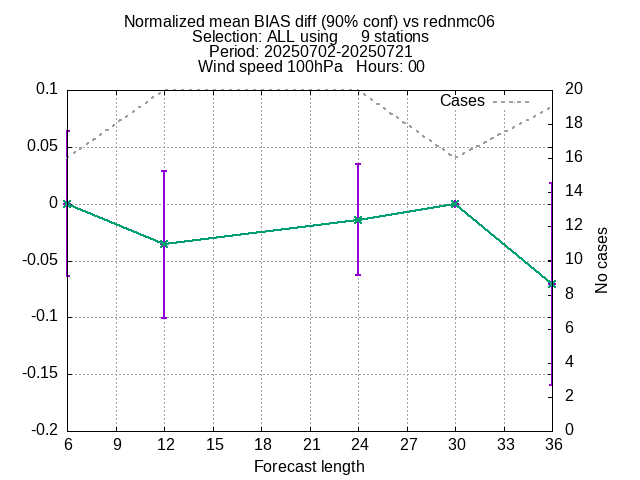 Normalized mean BIAS diff (90% conf) vs rednmc06
Selection: ALL using     9 stations
Period: 20250702-20250721
Wind speed 100hPa   Hours: 00
Cases
0.1
0.05
0
-0.05
-0.1
-0.15
-0.2
20
18
16
14
12
10
8
6
4
2
0
No cases
6 9 12 15 18 21 24 27 30 33 36
Forecast length